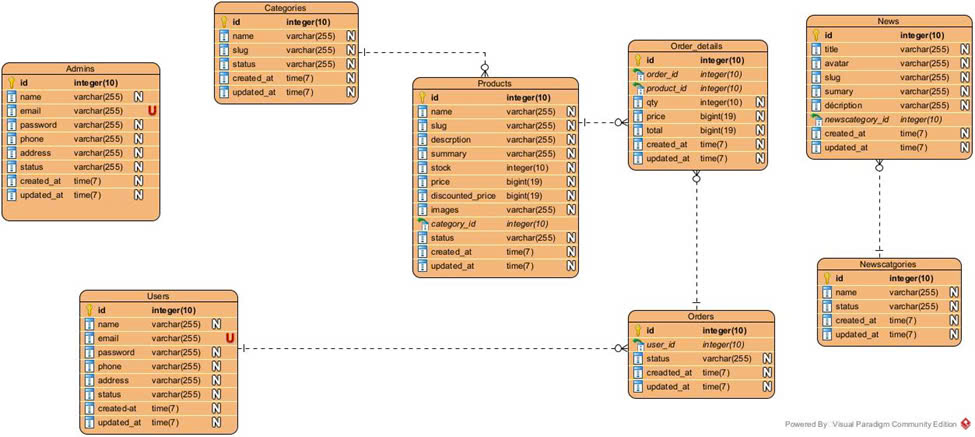 Categories
id integer(10)
name varchar(255) N
slug varchar(255) N
status varchar(255) N
created_at time(7) N
updated_at time(7) N
News
id integer(10)
title varchar(255) N
avatar varchar(255) N
slug varchar(255) N
sumary varchar(255) N
décription varchar(255) N
newscategory_id integer(10)
created_at time(7) N
updated_at time(7) N
Order_details
id integer(10)
order_id integer(10)
product_id integer(10)
qty integer(10) N
price bigint(19) N
total bigint(19) N
created_at time(7) N
updated_at time(7) N
Admins
id integer(10)
name varchar(255) N
email varchar(255) U
password varchar(255) N
phone varchar(255) N
address varchar(255) N
status varchar(255) N
created_at time(7) N
updated_at time(7) N
Products
id integer(10)
name varchar(255) N
slug varchar(255) N
descrption varchar(255) N
summary varchar(255) N
stock integer(10) N
price bigint(19) N
discounted_price bigint(19) N
images varchar(255) N
category_id integer(10)
status varchar(255) N
created_at time(7) N
updated_at time(7) N
Newscatgories
id integer(10)
name varchar(255) N
status varchar(255) N
created_at time(7) N
updated_at time(7) N
Users
id integer(10)
name varchar(255) N
email varchar(255) U
password varchar(255) N
phone varchar(255) N
address varchar(255) N
status varchar(255) N
created-at time(7) N
updated_at time(7) N
Orders
id integer(10)
user_id integer(10)
status varchar(255) N
creadted_at time(7) N
updated_at time(7) N
Powered By Visual Paradigm Community Edition